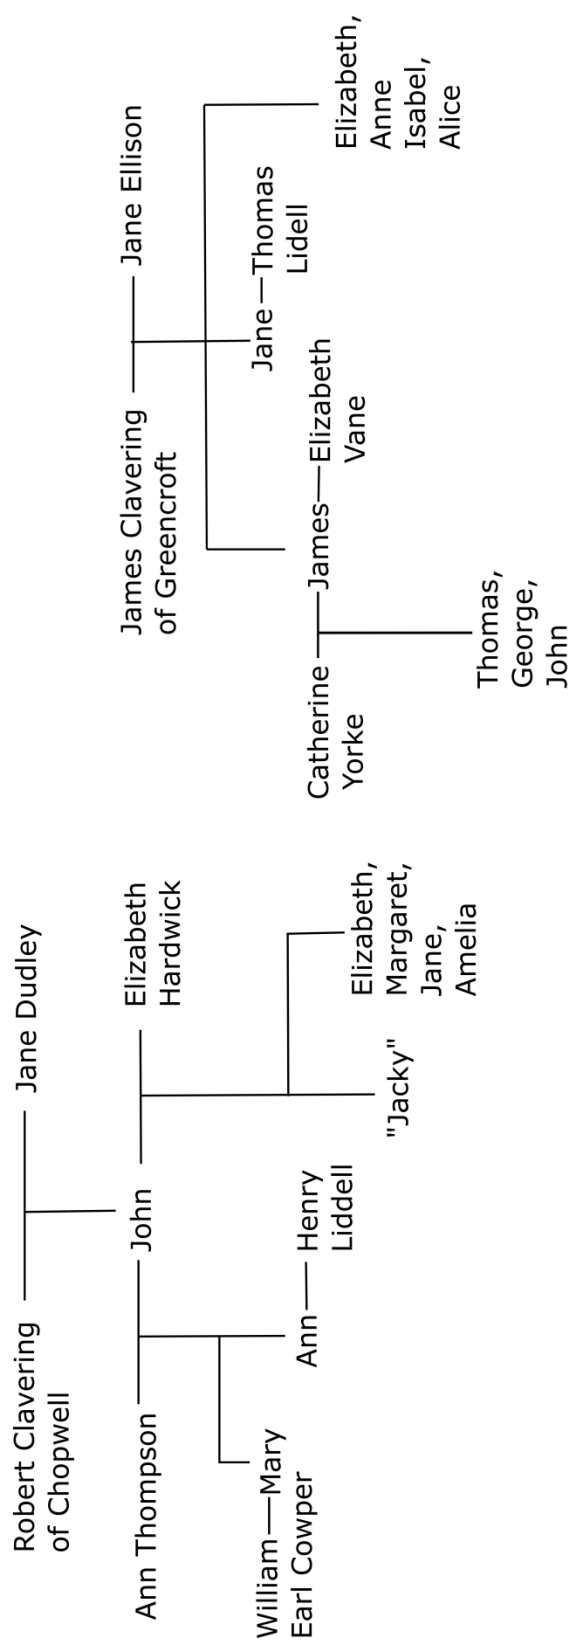 Robert Clavering
of Chopwell
Jane Dudley
Ann Thompson
John
Elizabeth
Hardwick
William
Earl Cowper
Mary
Ann
Henry
Liddell
"Jacky"
Elizabeth,
Margaret,
Jane,
Amelia
James Clavering
of Greencroft
Jane Ellison
Catherine
Yorke
James
Elizabeth
Vane
Jane
Thomas
Lidell
Elizabeth,
Anne
Isabel,
Alice
Thomas,
George,
John